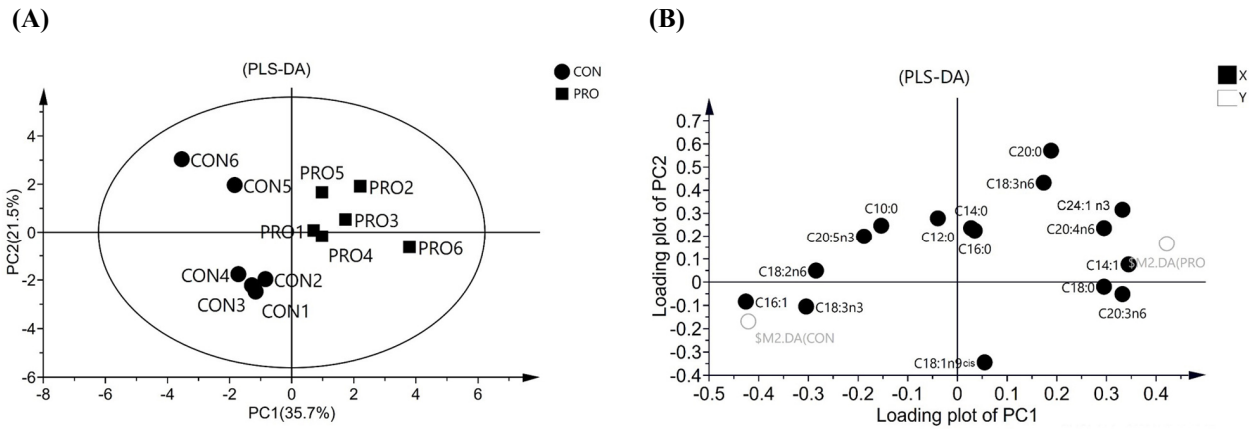 (A)
(PLS-DA)
CON
PRO
4
2
0
-2
-4
-6
-8
-6
-4
-2
0
2
4
6
8
PC2(21.5%)
PC1(35.7%)
CON6
CON5
PRO5
PRO2
PRO3
PRO1
PRO4
PRO6
CON4
CON2
CON3
CON1
(B)
(PLS-DA)
X
Y
0.7
0.6
0.5
0.4
0.3
0.2
0.1
0
-0.1
-0.2
-0.3
-0.4
-0.5
-0.4
-0.3
-0.2
-0.1
0
0.1
0.2
0.3
0.4
Loading plot of PC2
Loading plot of PC1
C20:0
C18:3n6
C24:1 n3
C10:0
C14:0
C20:4n6
C20:5n3
C12:0
C16:0
C14:1
$M2.DA(PRO
C18:2n6
C18:0
C16:1
C18:3n3
C20:3n6
$M2.DA(CON
C18:1n9cis